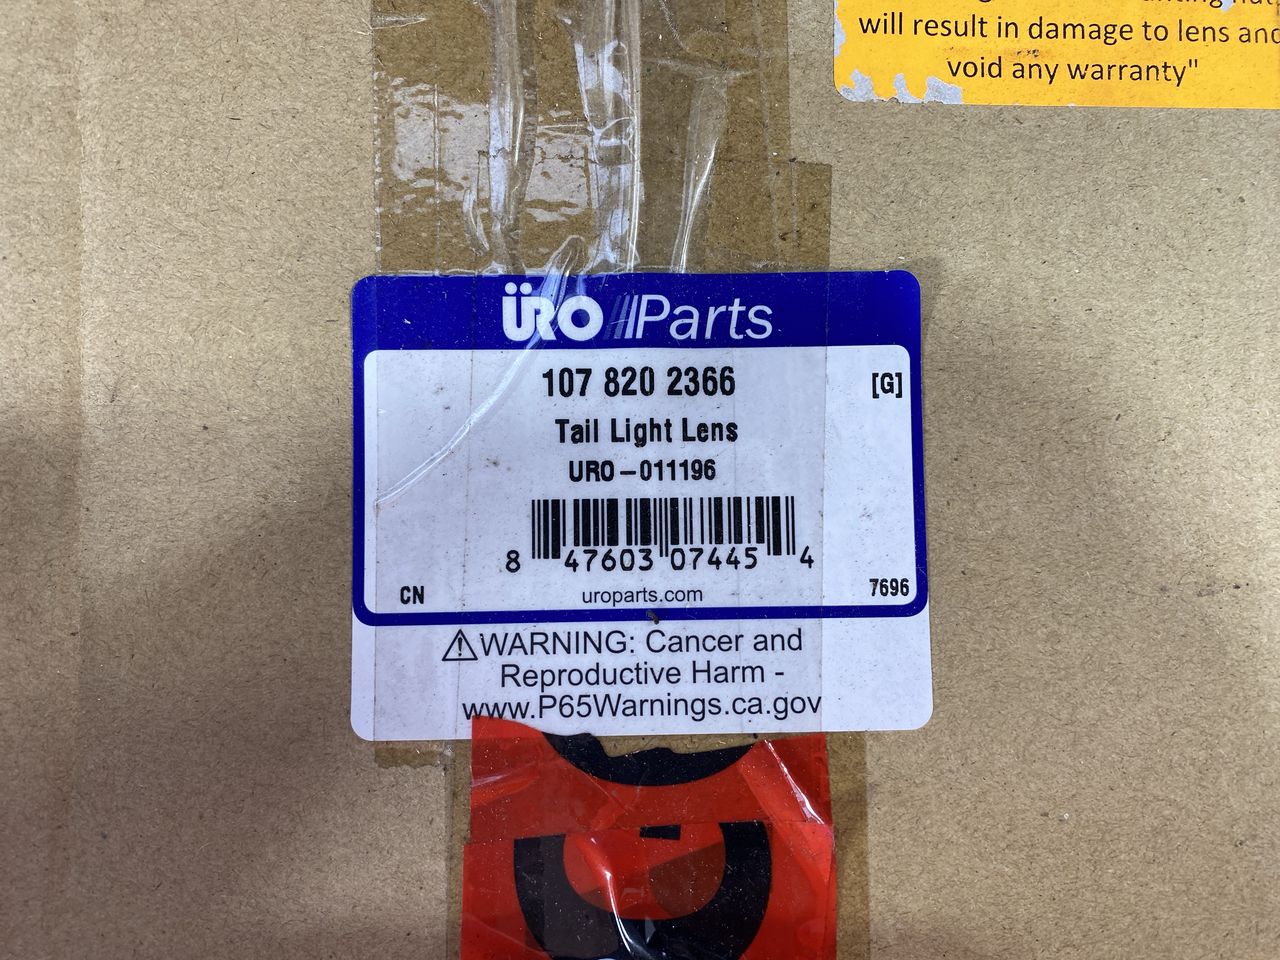 will result in damage to lens and
void any warranty"
ÜRO Parts
107 820 2366
[G]
Tail Light Lens
URO-011196
8 47603 07445 4
CN
uroparts.com
7696
⚠WARNING: Cancer and
Reproductive Harm -
www.P65Warnings.ca.gov